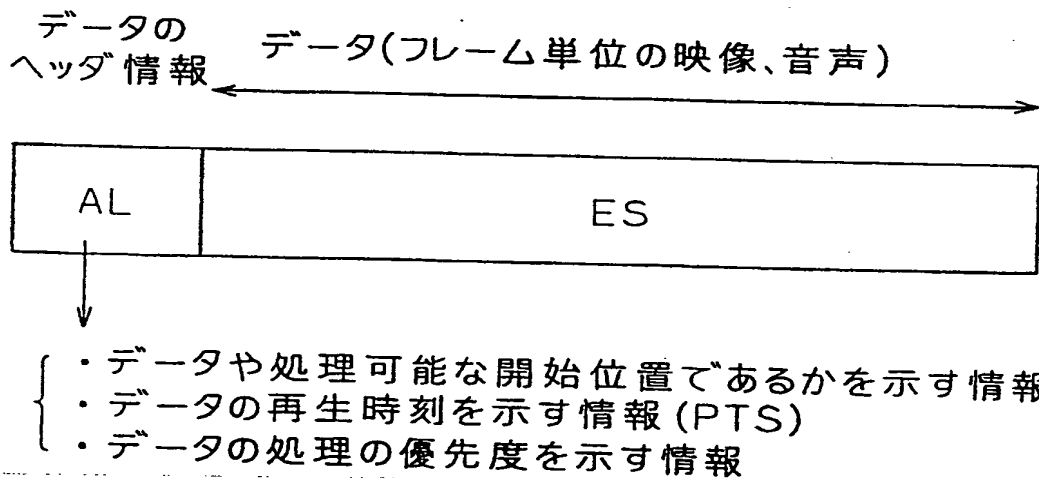 データの
ヘッダ情報
データ(フレーム単位の映像、音声)
AL
ES
・データや処理可能な開始位置であるかを示す情報
・データの再生時刻を示す情報(PTS)
・データの処理の優先度を示す情報